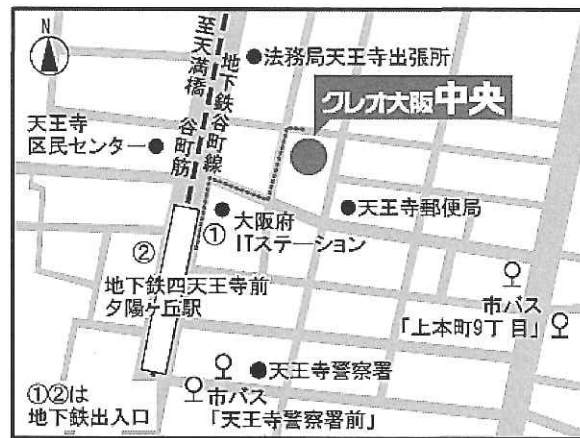 N
至天満橋
地下鉄谷町線
谷町筋
法務局天王寺出張所
クレオ大阪中央
天王寺
区民センター
①
大阪府
ITステーション
天王寺郵便局
②
地下鉄四天王寺前
夕陽ヶ丘駅
市バス
「上本町9丁目」
天王寺警察署
市バス
「天王寺警察署前」
①②は
地下鉄出入口